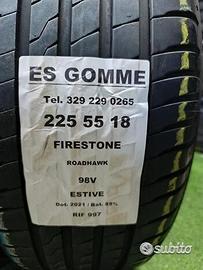 ES GOMME
Tel. 329 229 0265
225 55 18
FIRESTONE
ROADHAWK
98V
ESTIVE
Dot. 2021 / Bat. 85%
RIF 997
subito